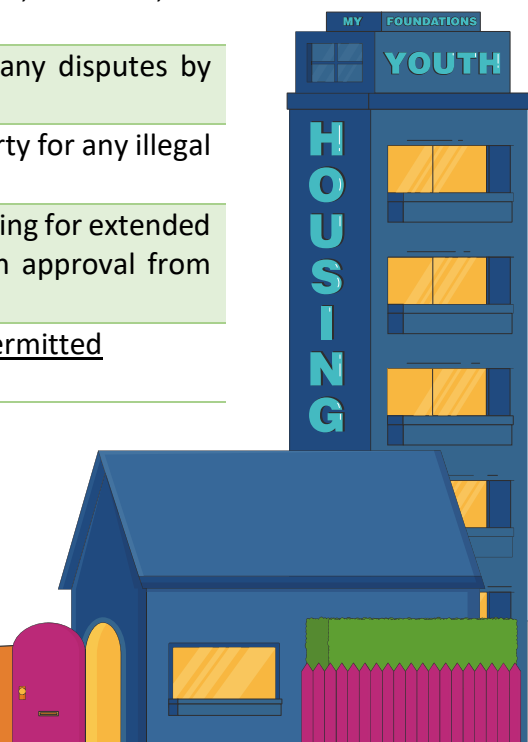 MY FOUNDATIONS
YOUTH
HOUSING
any disputes by
rty for any illegal
ing for extended
approval from
ermitted